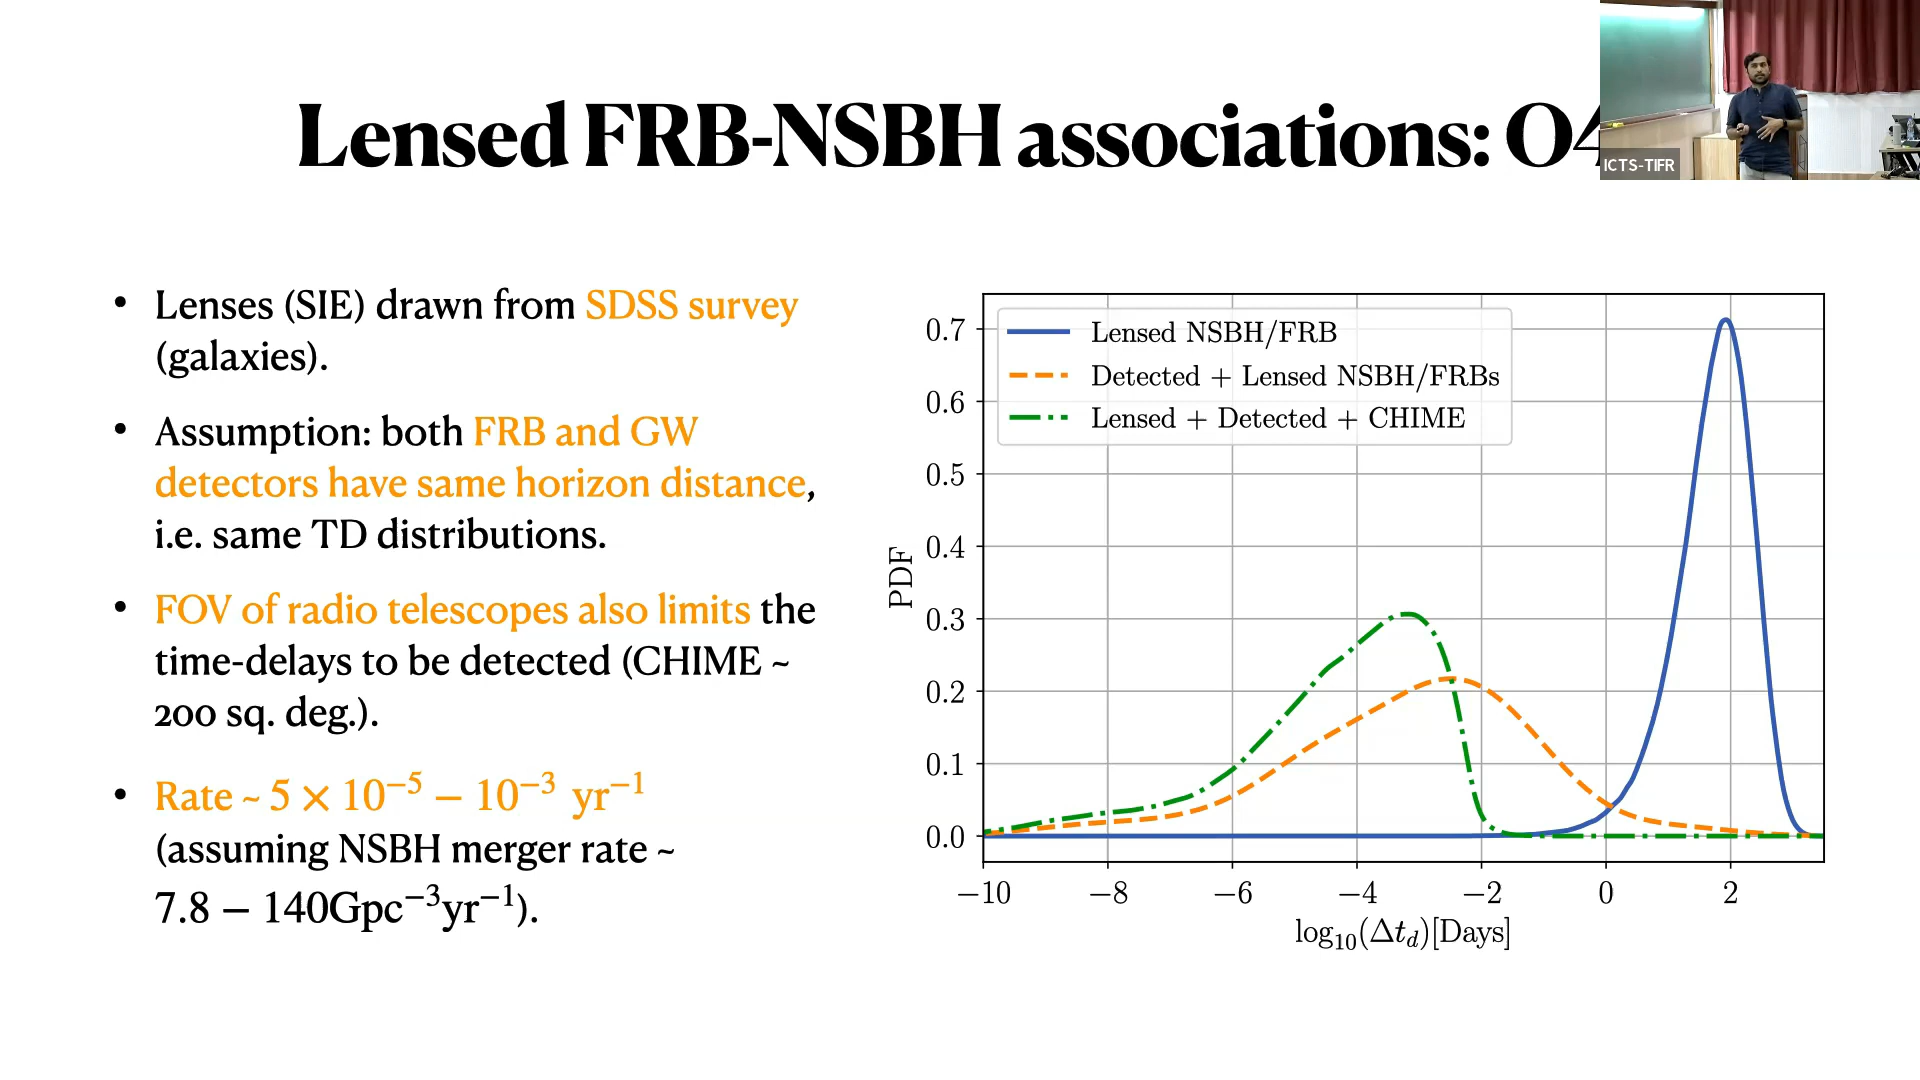 Lensed FRB-NSBH associations: O4
ICTS-TIFR
• Lenses (SIE) drawn from SDSS survey
(galaxies).
• Assumption: both FRB and GW
detectors have same horizon distance,
i.e. same TD distributions.
• FOV of radio telescopes also limits the
time-delays to be detected (CHIME ~
200 sq. deg.).
• Rate ~ 5 × 10⁻⁵ − 10⁻³ yr⁻¹
(assuming NSBH merger rate ~
7.8 − 140Gpc⁻³yr⁻¹).
Lensed NSBH/FRB
Detected + Lensed NSBH/FRBs
Lensed + Detected + CHIME
PDF
0.7
0.6
0.5
0.4
0.3
0.2
0.1
0.0
−10 −8 −6 −4 −2 0 2
log₁₀(Δt_d)[Days]